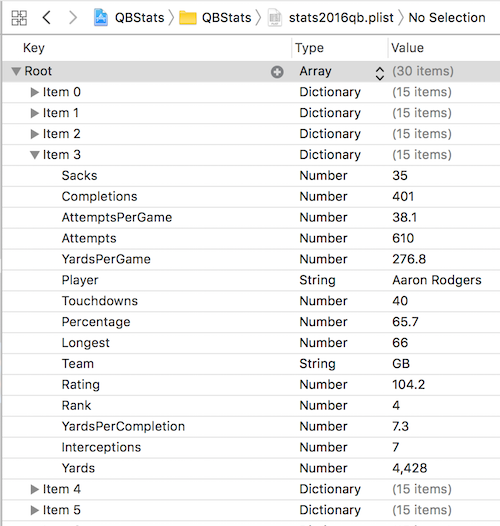 QBStats QBStats stats2016qb.plist No Selection
Key Type Value
Root Array (30 items)
Item 0 Dictionary (15 items)
Item 1 Dictionary (15 items)
Item 2 Dictionary (15 items)
Item 3 Dictionary (15 items)
Sacks Number 35
Completions Number 401
AttemptsPerGame Number 38.1
Attempts Number 610
YardsPerGame Number 276.8
Player String Aaron Rodgers
Touchdowns Number 40
Percentage Number 65.7
Longest Number 66
Team String GB
Rating Number 104.2
Rank Number 4
YardsPerCompletion Number 7.3
Interceptions Number 7
Yards Number 4,428
Item 4 Dictionary (15 items)
Item 5 Dictionary (15 items)